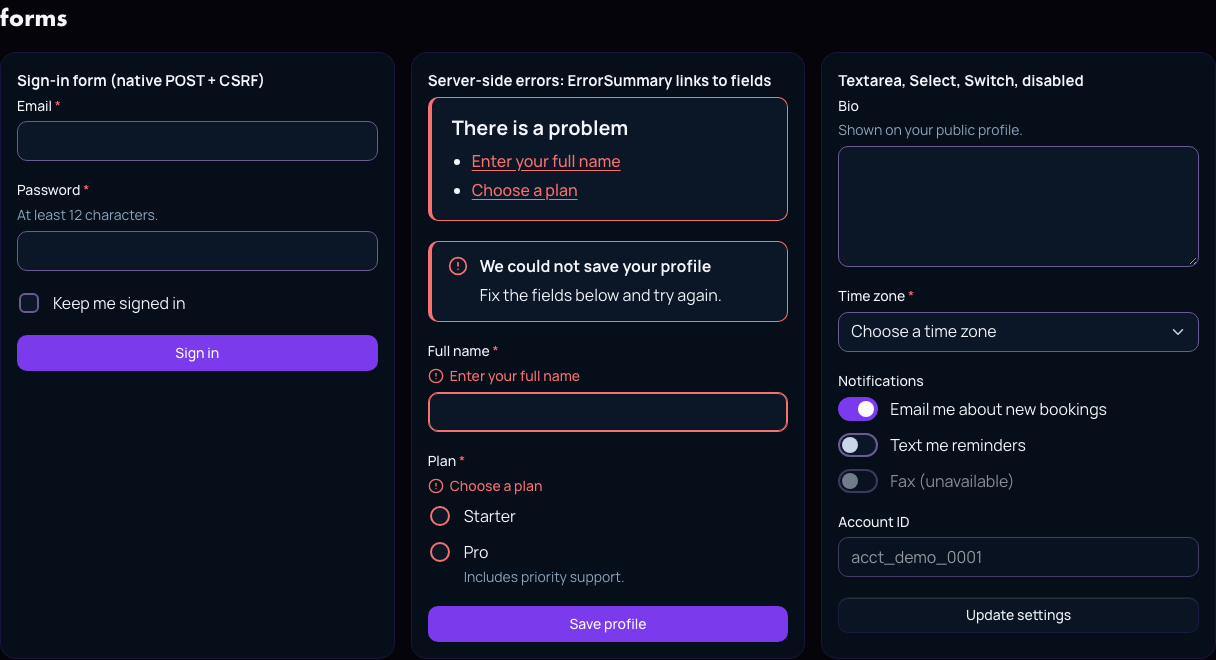 forms
Sign-in form (native POST + CSRF)
Email *
Password *
At least 12 characters.
Keep me signed in
Sign in
Server-side errors: ErrorSummary links to fields
There is a problem
Enter your full name
Choose a plan
We could not save your profile
Fix the fields below and try again.
Full name *
Enter your full name
Plan *
Choose a plan
Starter
Pro
Includes priority support.
Save profile
Textarea, Select, Switch, disabled
Bio
Shown on your public profile.
Time zone *
Choose a time zone
Notifications
Email me about new bookings
Text me reminders
Fax (unavailable)
Account ID
acct_demo_0001
Update settings